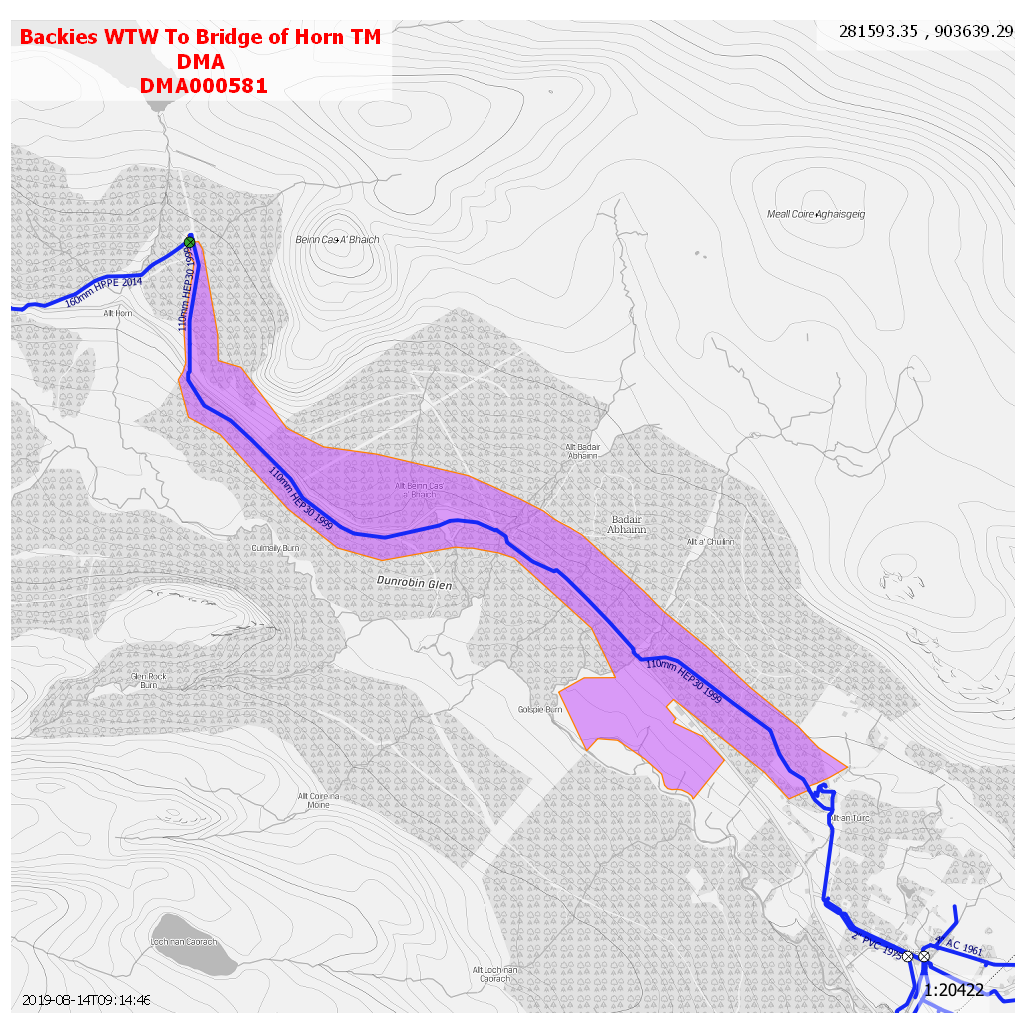 Backies WTW To Bridge of Horn TM
DMA
DMA000581
281593.35 , 903639.29
Meall Coire Aghaisgeig
Beinn Cas A' Bhaich
110mm HEP30 1999
160mm HPPE 2014
Allt Horn
Allt Badair
Abhainn
110mm HEP30 1999
Allt Beinn Cas
a' Bhaich
Badair
Abhainn
Allt a' Chuilinn
Culmaily Burn
Dunrobin Glen
110mm HEP30 1999
Glen Rock
Burn
Golspie Burn
Allt Coire na
Moine
Allt an Turc
Loch nan Caorach
2" PVC 1975
4" AC 1961
Allt Loch nan
Caorach
2019-08-14T09:14:46
1:20422